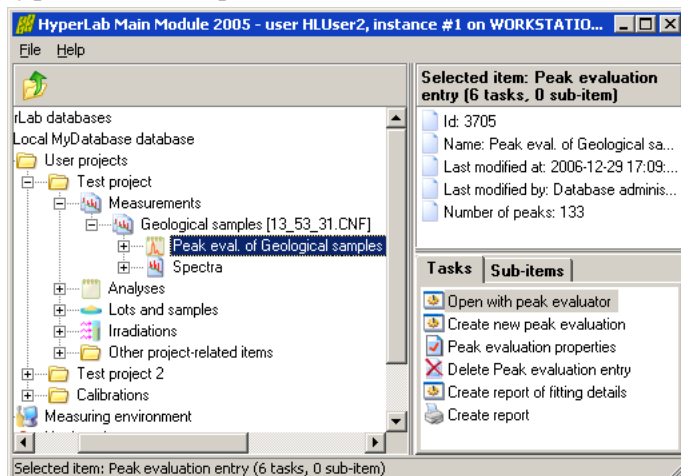 HyperLab Main Module 2005 - user HLUser2, instance #1 on WORKSTATIO...
File Help
rLab databases
Local MyDatabase database
User projects
Test project
Measurements
Geological samples [13_53_31.CNF]
Peak eval. of Geological samples
Spectra
Analyses
Lots and samples
Irradiations
Other project-related items
Test project 2
Calibrations
Measuring environment
Selected item: Peak evaluation
entry (6 tasks, 0 sub-item)
Id: 3705
Name: Peak eval. of Geological sa...
Last modified at: 2006-12-29 17:09:...
Last modified by: Database adminis...
Number of peaks: 133
Tasks Sub-items
Open with peak evaluator
Create new peak evaluation
Peak evaluation properties
Delete Peak evaluation entry
Create report of fitting details
Create report
Selected item: Peak evaluation entry (6 tasks, 0 sub-item)